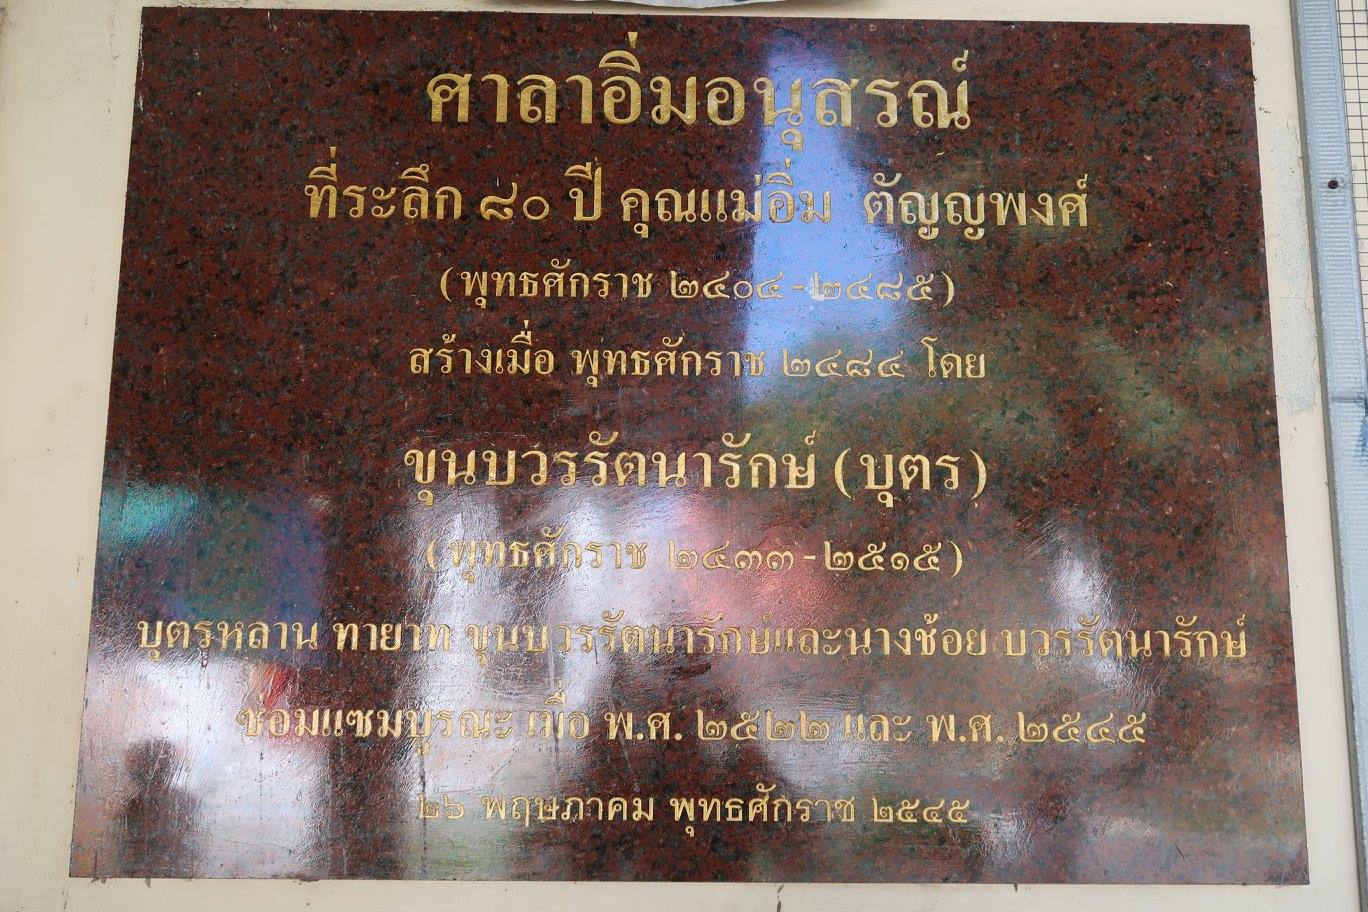 ศาลาอิ่มอนุสรณ์
ที่ระลึก ๘๐ ปี คุณแม่อิ่ม ตัญญพงศ์
(พุทธศักราช ๒๔๐๔-๒๔๘๕)
สร้างเมื่อ พุทธศักราช ๒๔๘๔ โดย
ขุนบวรรัตนารักษ์ (บุตร)
(พุทธศักราช ๒๔๓๓-๒๕๑๕)
บุตรหลาน ทายาท ขุนบวรรัตนารักษ์และนางช้อย บวรรัตนารักษ์
ซ่อมแซมบูรณะ เมื่อ พ.ศ. ๒๕๒๒ และ พ.ศ. ๒๕๔๕
๒๖ พฤษภาคม พุทธศักราช ๒๕๔๕